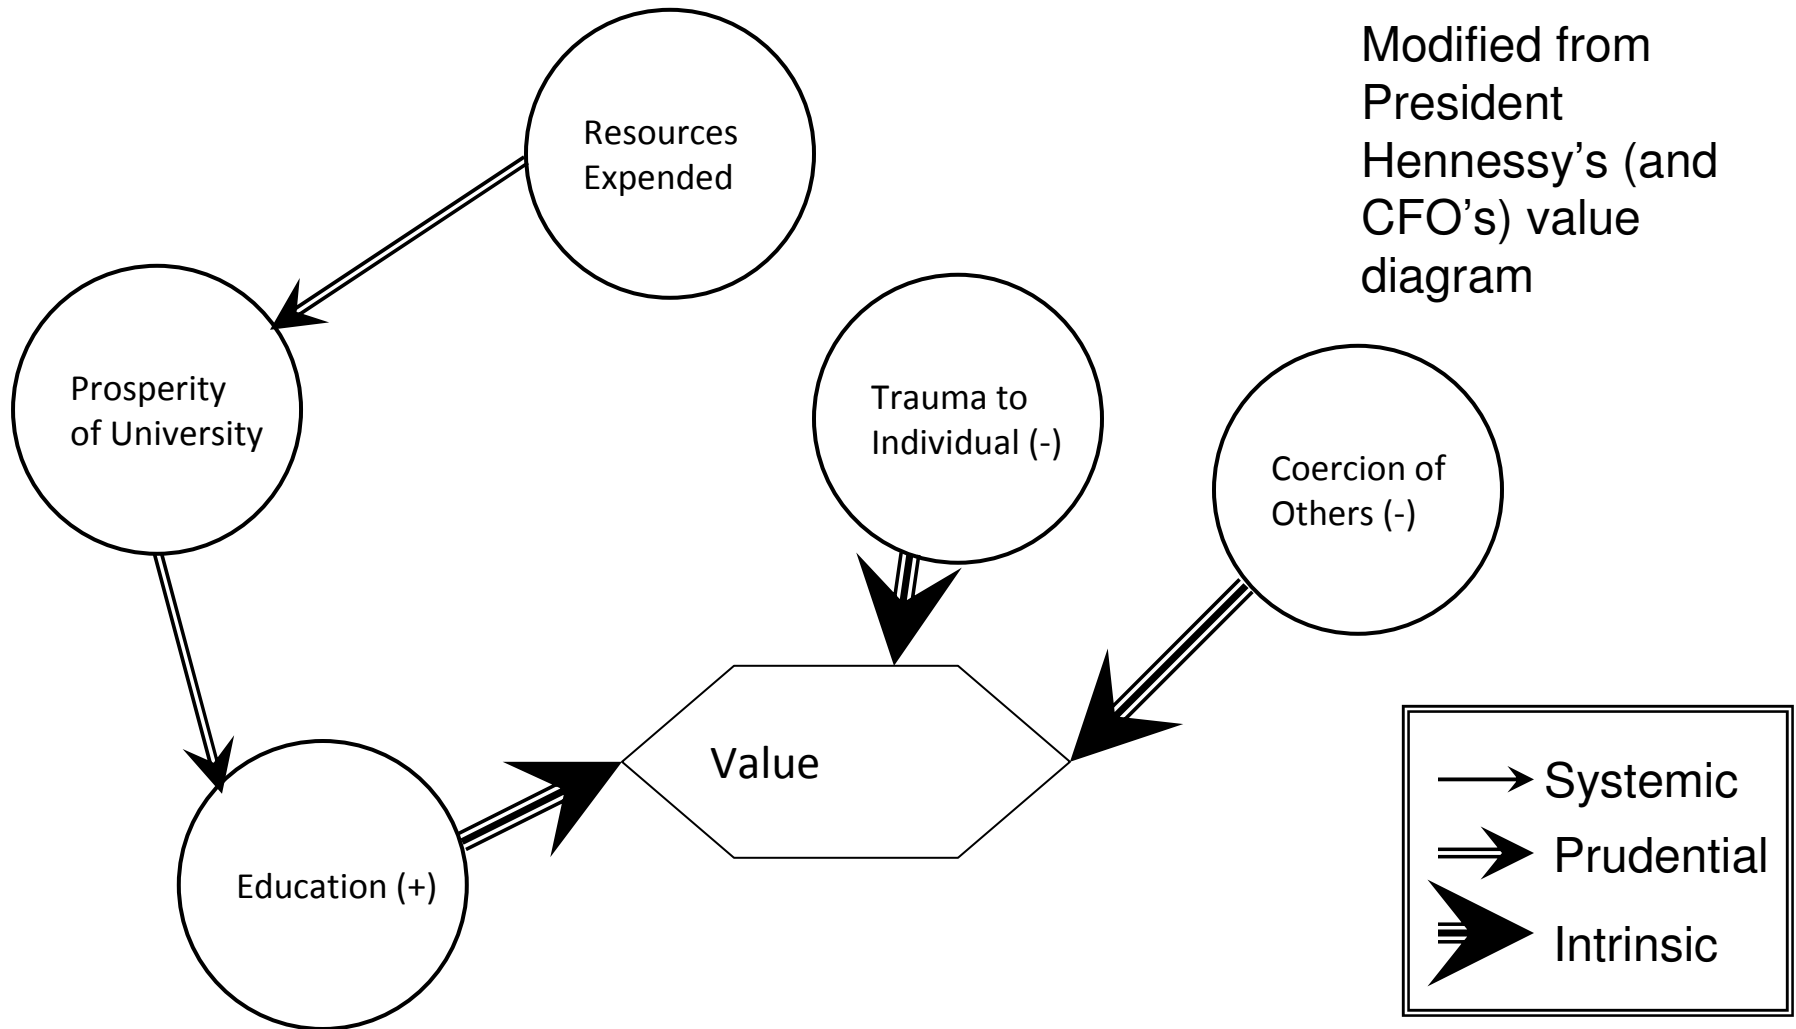 Modified from
President
Hennessy’s (and
CFO’s) value
diagram
Resources
Expended
Prosperity
of University
Trauma to
Individual (-)
Coercion of
Others (-)
Value
Education (+)
Systemic
Prudential
Intrinsic